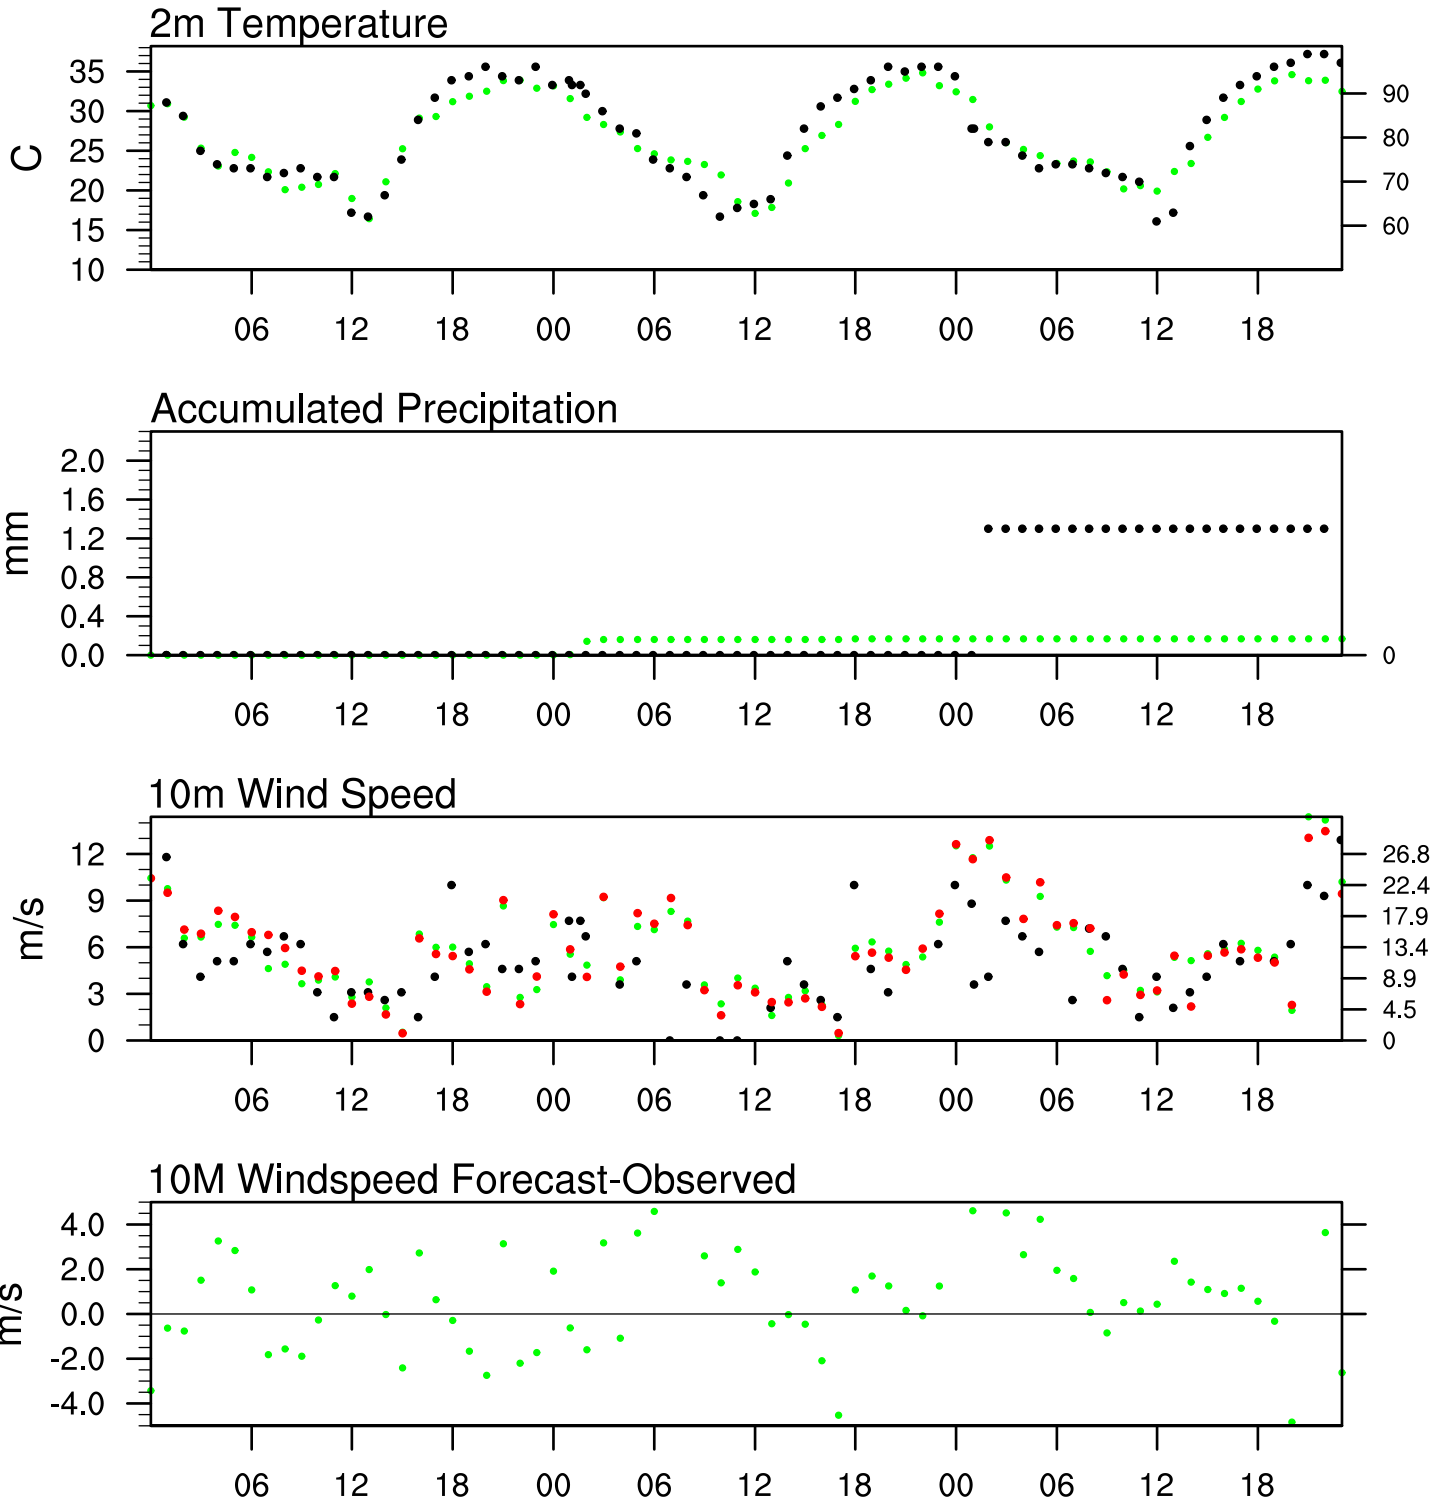 2m Temperature
35
30
25
20
15
10
C
90
80
70
60
06 12 18 00 06 12 18 00 06 12 18
Accumulated Precipitation
2.0
1.6
1.2
0.8
0.4
0.0
mm
0
06 12 18 00 06 12 18 00 06 12 18
10m Wind Speed
12
9
6
3
0
m/s
26.8
22.4
17.9
13.4
8.9
4.5
0
06 12 18 00 06 12 18 00 06 12 18
10M Windspeed Forecast-Observed
4.0
2.0
0.0
-2.0
-4.0
m/s
06 12 18 00 06 12 18 00 06 12 18